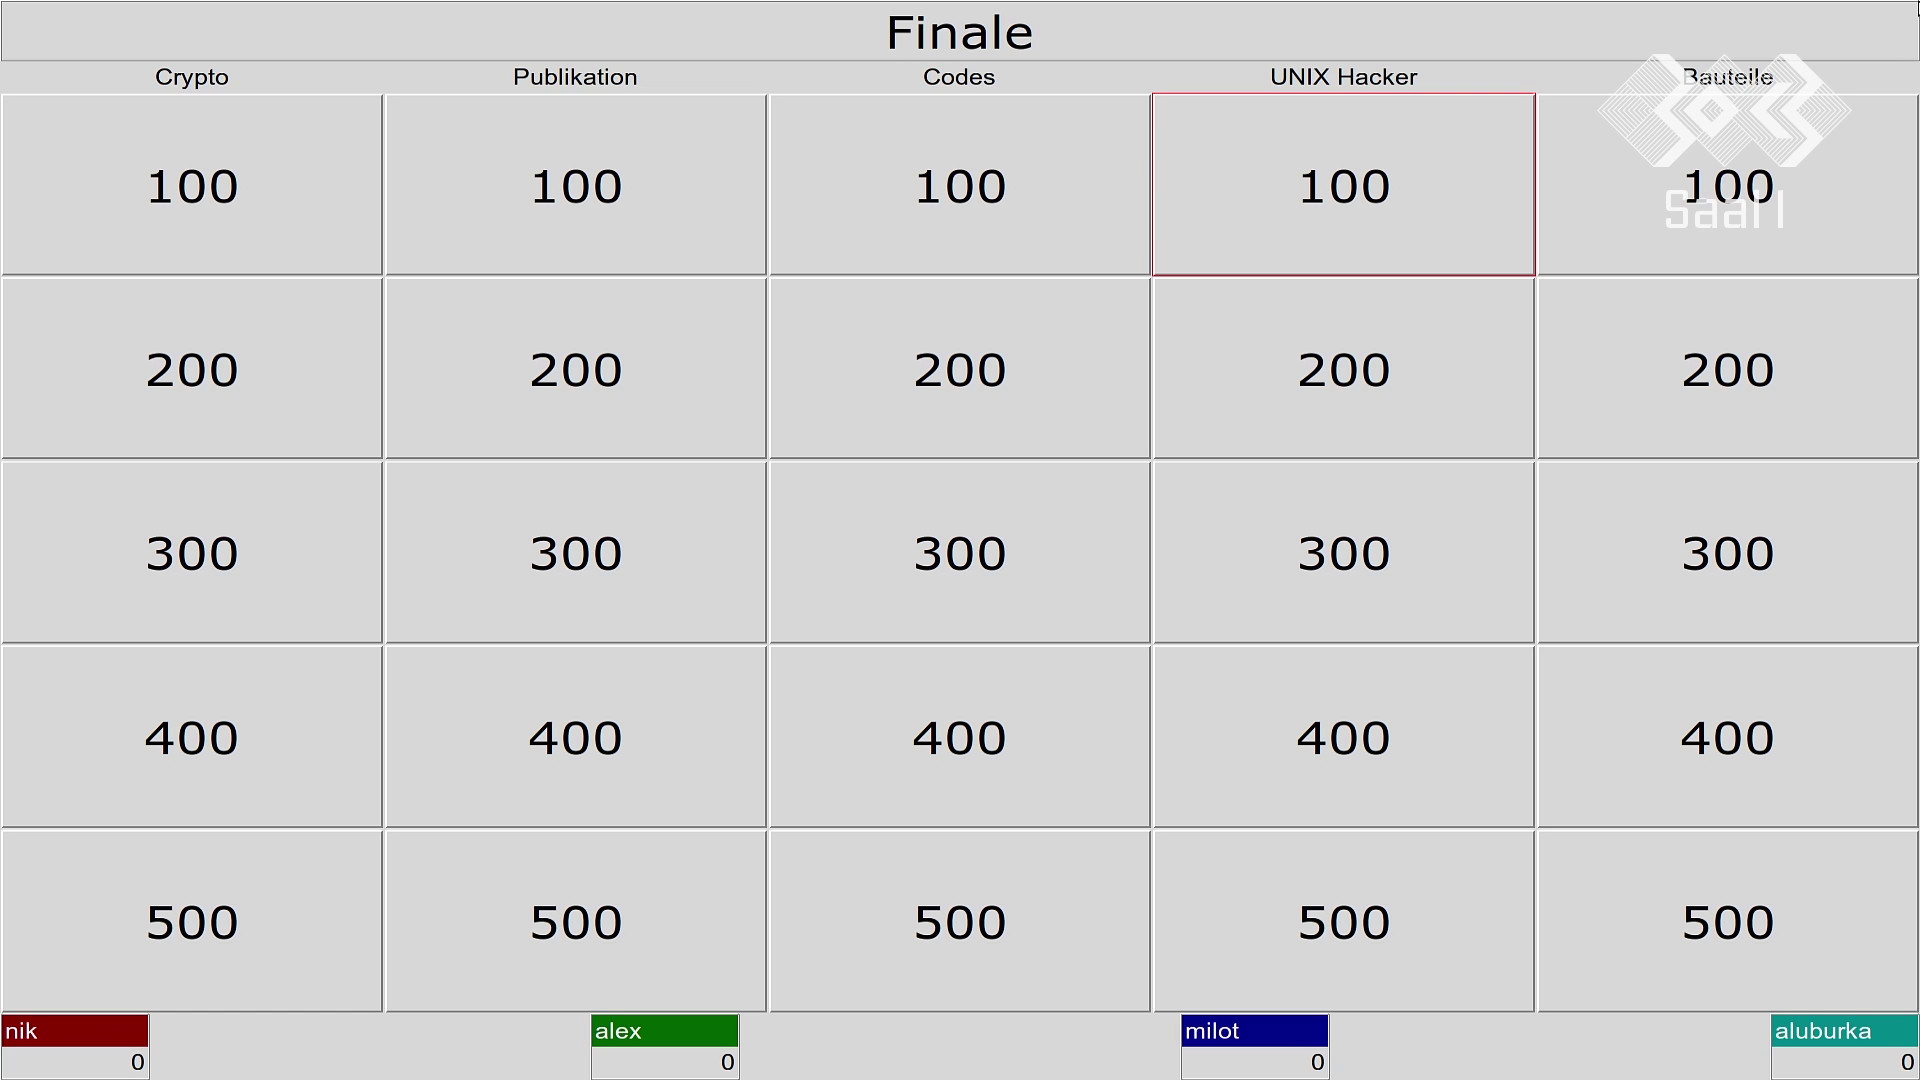 Finale
Crypto Publikation Codes UNIX Hacker Bauteile
100 100 100 100 100
Saal 1
200 200 200 200 200
300 300 300 300 300
400 400 400 400 400
500 500 500 500 500
nik alex milot aluburka
0 0 0 0